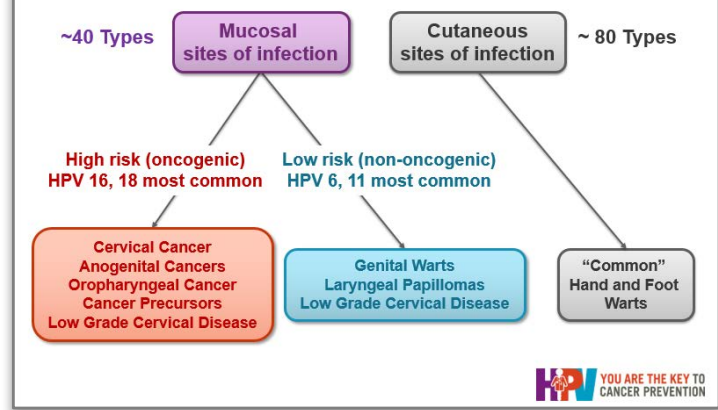 ~40 Types
Mucosal
sites of infection
Cutaneous
sites of infection
~ 80 Types
High risk (oncogenic)
HPV 16, 18 most common
Low risk (non-oncogenic)
HPV 6, 11 most common
Cervical Cancer
Anogenital Cancers
Oropharyngeal Cancer
Cancer Precursors
Low Grade Cervical Disease
Genital Warts
Laryngeal Papillomas
Low Grade Cervical Disease
“Common”
Hand and Foot
Warts
HPV
YOU ARE THE KEY TO
CANCER PREVENTION